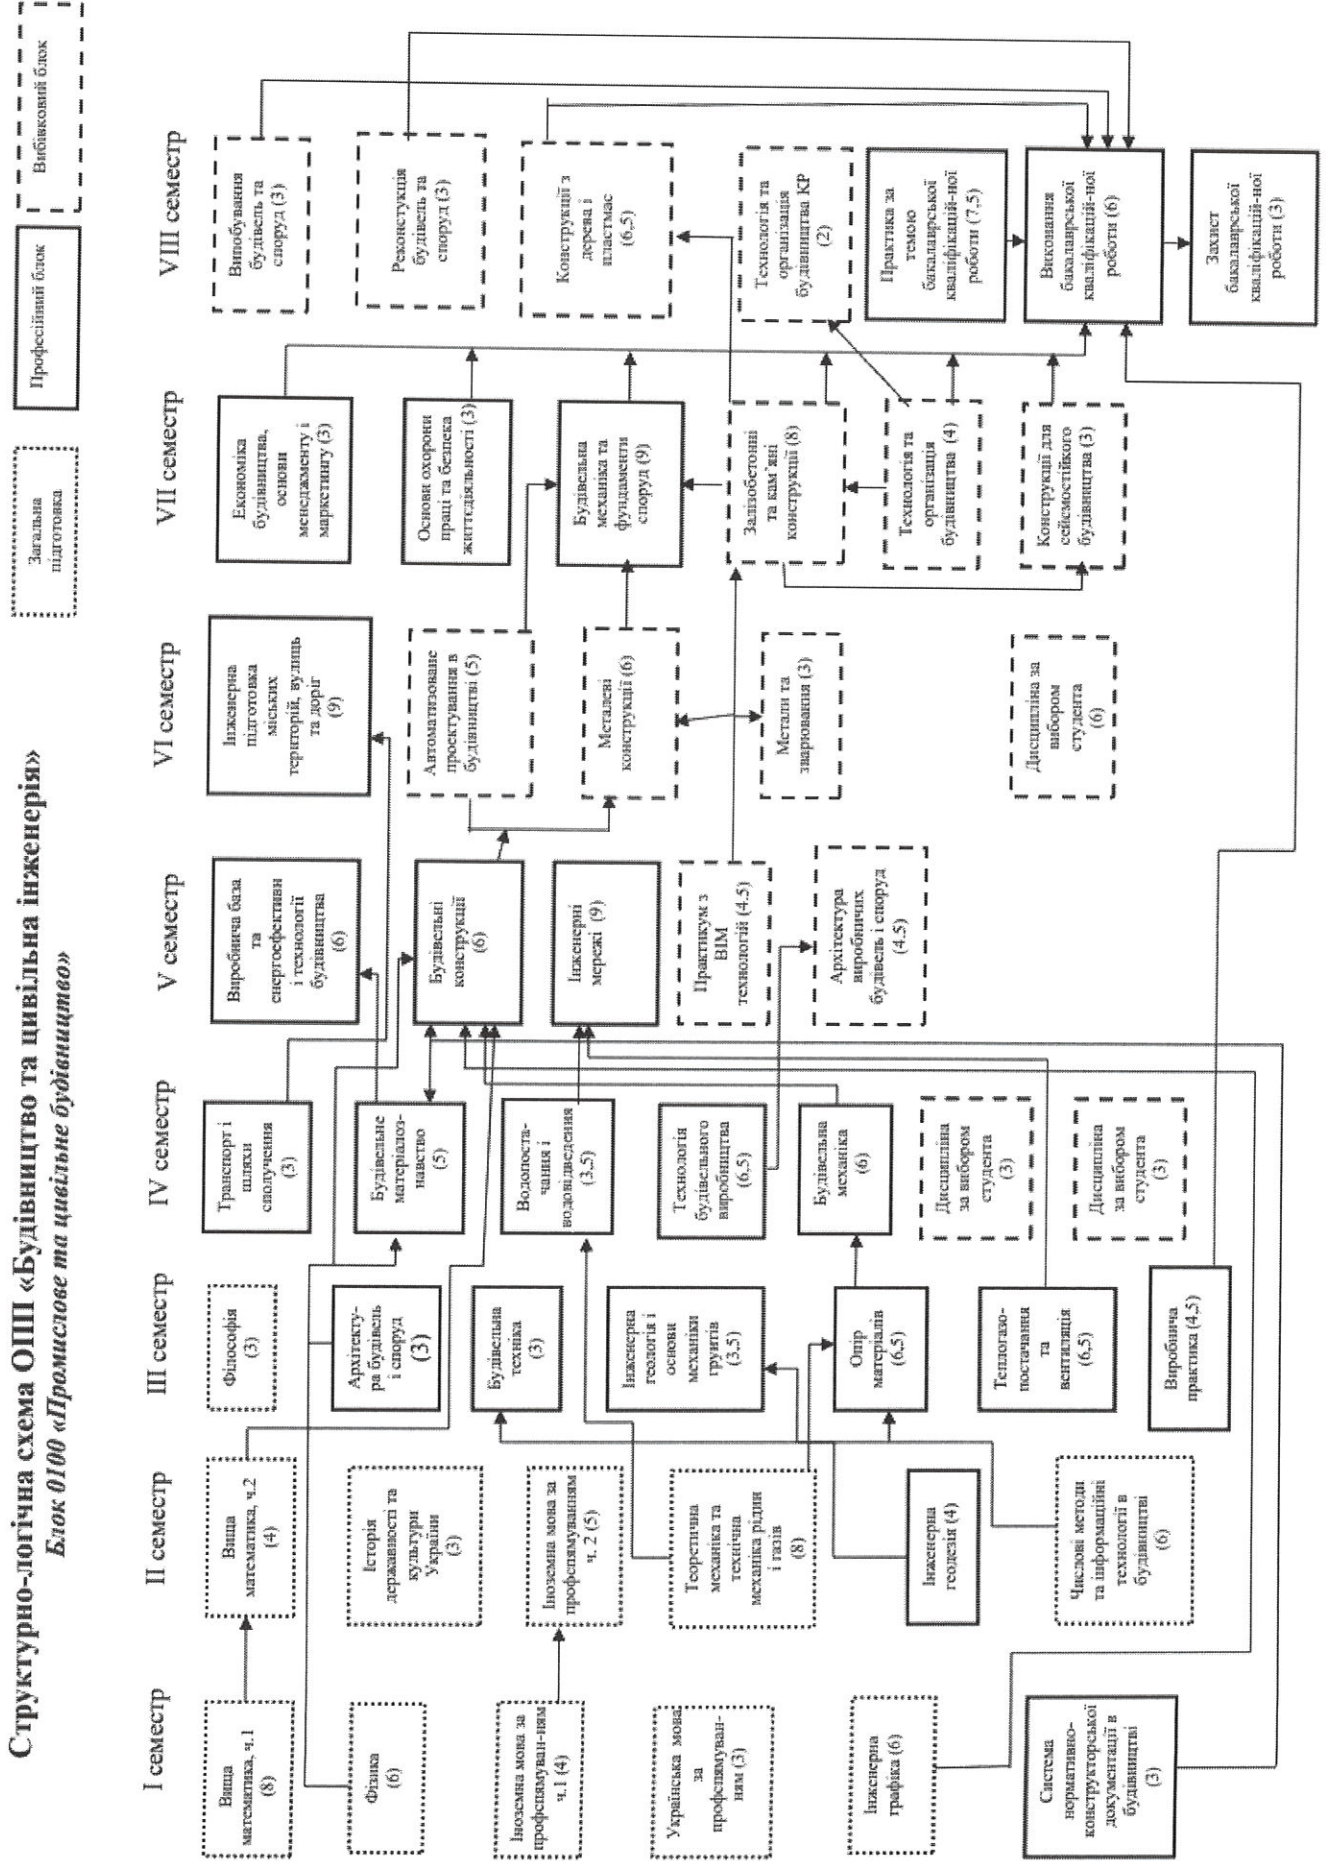 Структурно-логічна схема ОПП «Будівництво та цивільна інженерія»
Блок 0100 «Промислове та цивільне будівництво»
Загальна
підготовка
Професійний блок
Вибівковий блок
I семестр
Вища
математика, ч.1
(8)
Фізика
(6)
Іноземна мова за
профспямуван-ням
ч.1 (4)
Українська мова
за
профспямуван-
ням (3)
Інженерна
графіка (6)
Система
нормативно-
конструкторської
документації в
будівництві
(3)
II семестр
Вища
математика, ч.2
(4)
Історія
державності та
культури
України
(3)
Іноземна мова за
профспямуванням
ч. 2 (5)
Теоретична
механіка та
технічна
механіка рідин
і газів
(8)
Інженерна
геодезія (4)
Числові методи
та інформаційні
технології в
будівництві
(6)
III семестр
Філософія
(3)
Архітекту-
ра будівель
і споруд
(3)
Будівельна
техніка
(3)
Інженерна
геологія і
основи
механіки
грунтів
(3,5)
Опір
матеріалів
(6,5)
Теплогазо-
постачання
та
вентиляція
(6,5)
Виробнича
практика (4,5)
IV семестр
Транспорт і
шляхи
сполучення
(3)
Будівельне
матеріалоз-
навство
(5)
Водопоста-
чання і
водовідведення
(3,5)
Технологія
будівельного
виробництва
(6,5)
Будівельна
механіка
(6)
Дисципліна
за вибором
студента
(3)
Дисципліна
за вибором
студента
(3)
V семестр
Виробнича база
та
енергоефективн
і технології
будівництва
(6)
Будівельні
конструкції
(6)
Інженерні
мережі (9)
Практикум з
ВІМ
технологій (4.5)
Архітектура
виробничих
будівель і споруд
(4.5)
VI семестр
Інженерна
підготовка
міських
територій, вулиць
та доріг
(9)
Автоматизоване
проектування в
будівництві (5)
Металеві
конструкції (6)
Метали та
зварювання (3)
Дисципліна за
вибором
студента
(6)
VII семестр
Економіка
будівництва,
основи
менеджменту і
маркетингу (3)
Основи охорони
праці та безпека
життєдіяльності (3)
Будівельна
механіка та
фундаменти
споруд (9)
Залізобетонні
та кам'яні
конструкції (8)
Технологія та
організація
будівництва (4)
Конструкції для
сейсмостійкого
будівництва (3)
VIII семестр
Випробування
будівель та
споруд (3)
Реконстукція
будівель та
споруд (3)
Конструкції з
дерева і
пластмас
(6,5)
Технологія та
організація
будівництва КР
(2)
Практика за
темою
бакалаврської
кваліфікацій-ної
роботи (7,5)
Виконання
бакалаврської
кваліфікацій-ної
роботи (6)
Захист
бакалаврської
кваліфікацій-ної
роботи (3)